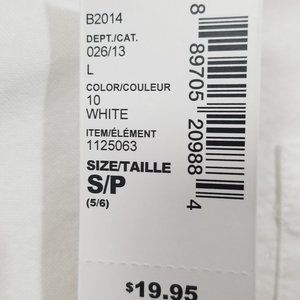 B2014
DEPT./CAT.
026/13
L
COLOR/COULEUR
10
WHITE
ITEM/ÉLÉMENT
1125063
SIZE/TAILLE
S/P
(5/6)
$19.95
8 89705 20988 4